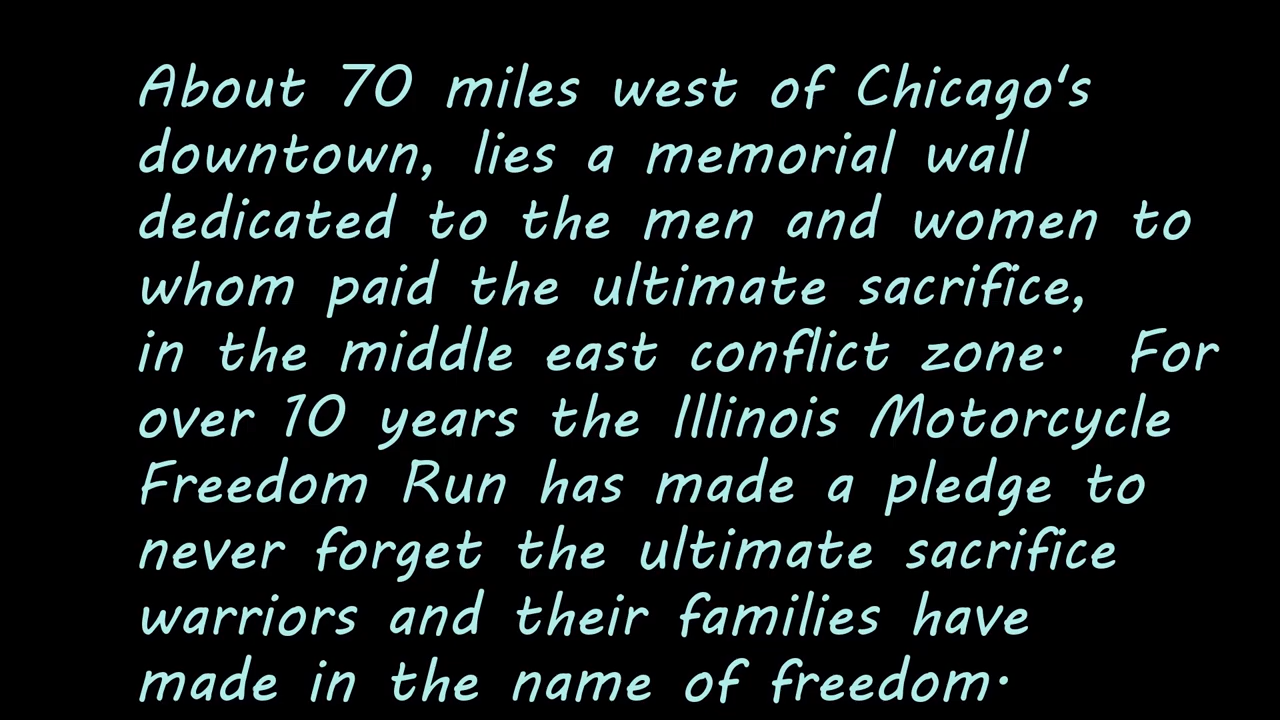 About 70 miles west of Chicago's
downtown, lies a memorial wall
dedicated to the men and women to
whom paid the ultimate sacrifice,
in the middle east conflict zone. For
over 10 years the Illinois Motorcycle
Freedom Run has made a pledge to
never forget the ultimate sacrifice
warriors and their families have
made in the name of freedom.